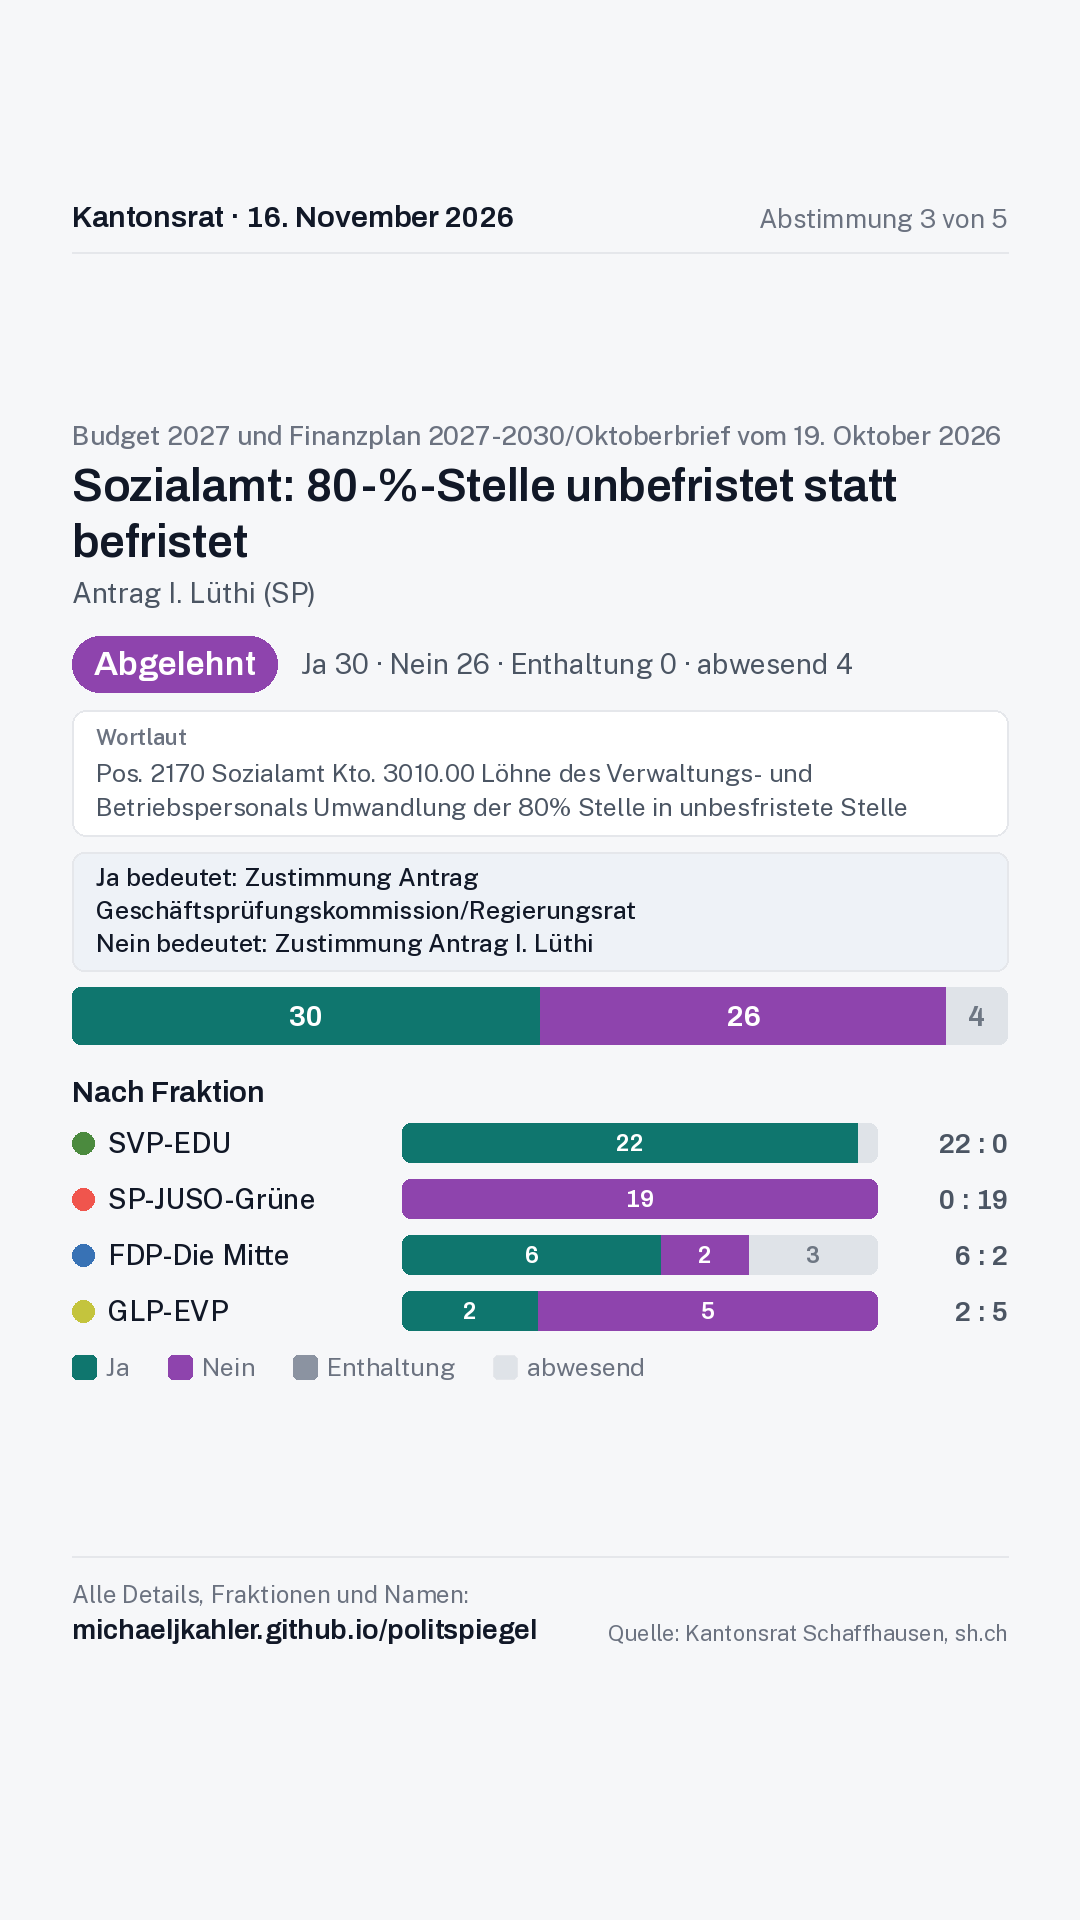 Kantonsrat · 16. November 2026
Abstimmung 3 von 5
Budget 2027 und Finanzplan 2027-2030/Oktoberbrief vom 19. Oktober 2026
Sozialamt: 80-%-Stelle unbefristet statt
befristet
Antrag I. Lüthi (SP)
Abgelehnt
Ja 30 · Nein 26 · Enthaltung 0 · abwesend 4
Wortlaut
Pos. 2170 Sozialamt Kto. 3010.00 Löhne des Verwaltungs- und
Betriebspersonals Umwandlung der 80% Stelle in unbesfristete Stelle
Ja bedeutet: Zustimmung Antrag
Geschäftsprüfungskommission/Regierungsrat
Nein bedeutet: Zustimmung Antrag I. Lüthi
30 26 4
Nach Fraktion
SVP-EDU 22 22 : 0
SP-JUSO-Grüne 19 0 : 19
FDP-Die Mitte 6 2 3 6 : 2
GLP-EVP 2 5 2 : 5
Ja Nein Enthaltung abwesend
Alle Details, Fraktionen und Namen:
michaeljkahler.github.io/politspiegel
Quelle: Kantonsrat Schaffhausen, sh.ch